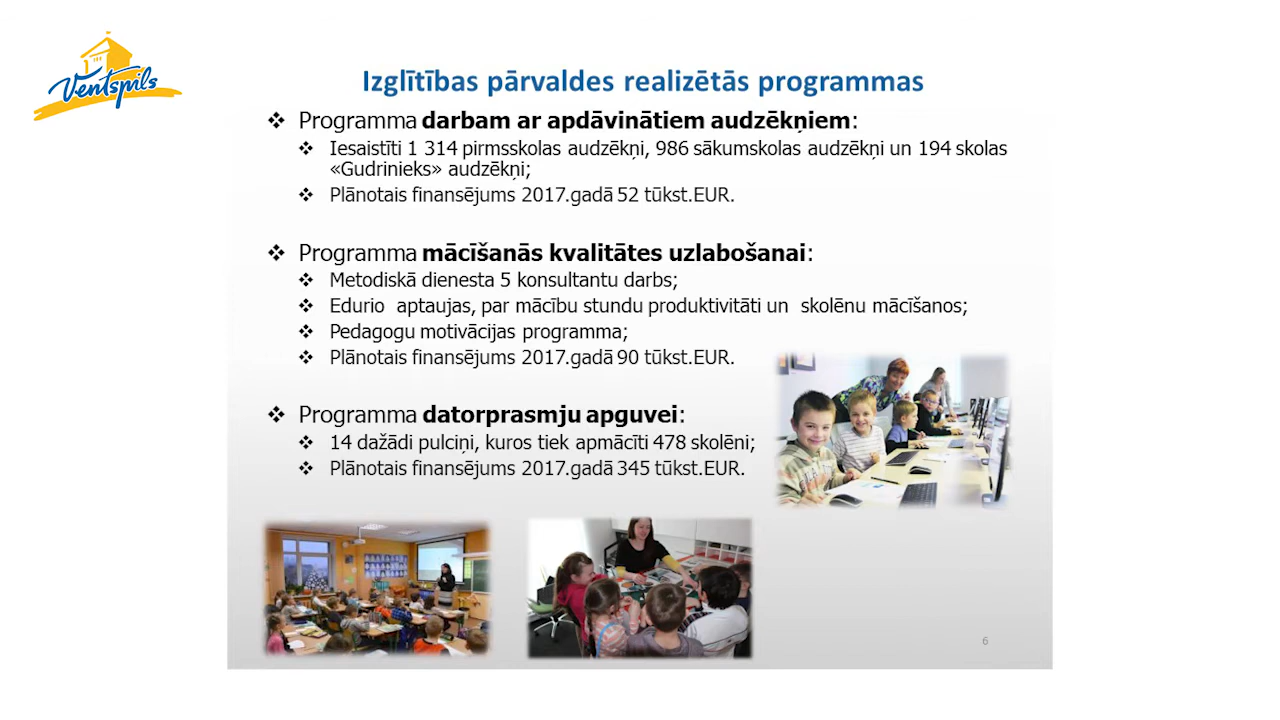 Ventspils
Izglītības pārvaldes realizētās programmas
❖ Programma darbam ar apdāvinātiem audzēkņiem:
❖ Iesaistīti 1 314 pirmsskolas audzēkņi, 986 sākumskolas audzēkņi un 194 skolas
«Gudrinieks» audzēkņi;
❖ Plānotais finansējums 2017.gadā 52 tūkst.EUR.
❖ Programma mācīšanās kvalitātes uzlabošanai:
❖ Metodiskā dienesta 5 konsultantu darbs;
❖ Edurio aptaujas, par mācību stundu produktivitāti un skolēnu mācīšanos;
❖ Pedagogu motivācijas programma;
❖ Plānotais finansējums 2017.gadā 90 tūkst.EUR.
❖ Programma datorprasmju apguvei:
❖ 14 dažādi pulciņi, kuros tiek apmācīti 478 skolēni;
❖ Plānotais finansējums 2017.gadā 345 tūkst.EUR.
6